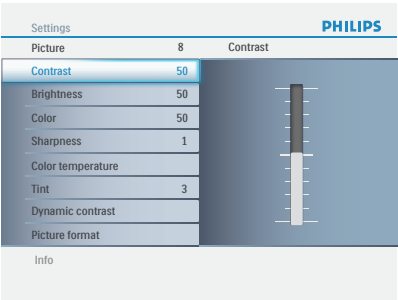 Settings
PHILIPS
Picture 8 Contrast
Contrast 50
Brightness 50
Color 50
Sharpness 1
Color temperature
Tint 3
Dynamic contrast
Picture format
Info